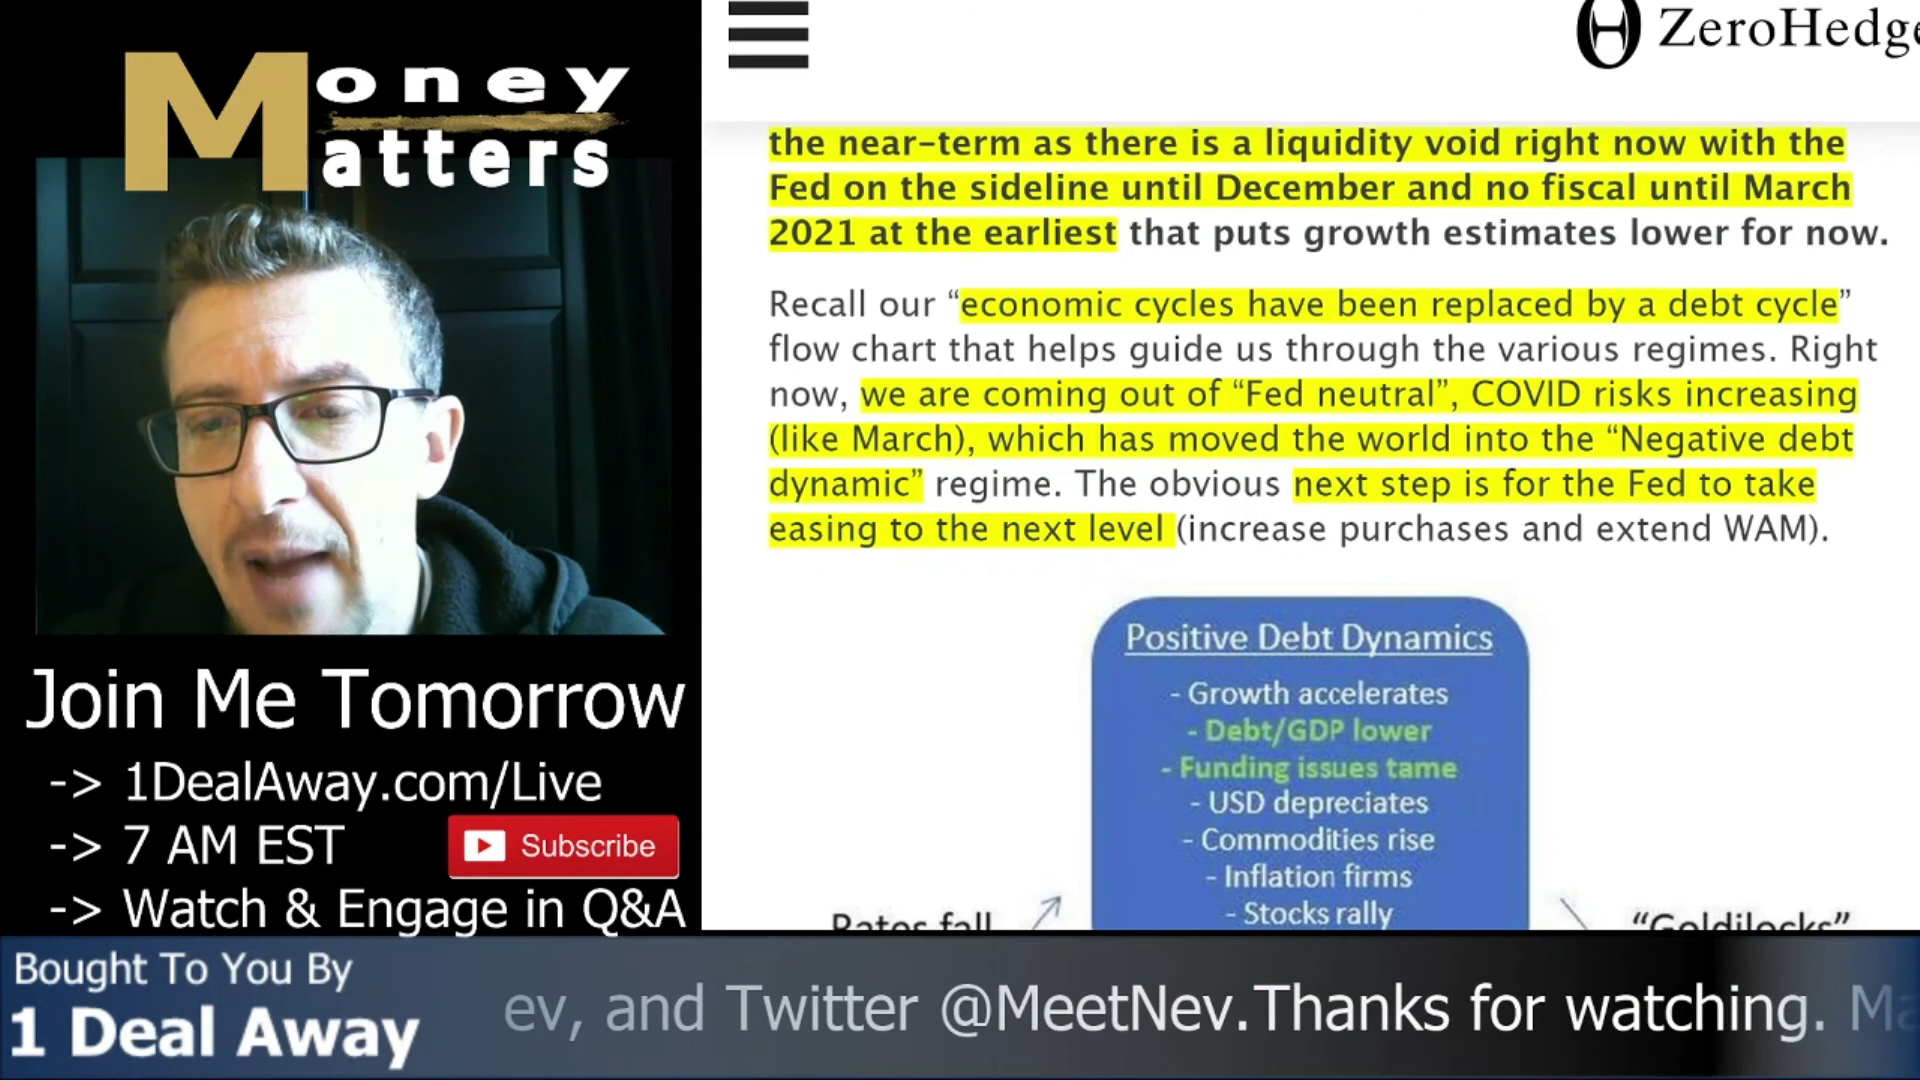 Money
Matters
Join Me Tomorrow
-> 1DealAway.com/Live
-> 7 AM EST
Subscribe
-> Watch & Engage in Q&A
ZeroHedge
the near-term as there is a liquidity void right now with the
Fed on the sideline until December and no fiscal until March
2021 at the earliest that puts growth estimates lower for now.
Recall our “economic cycles have been replaced by a debt cycle”
flow chart that helps guide us through the various regimes. Right
now, we are coming out of “Fed neutral”, COVID risks increasing
(like March), which has moved the world into the “Negative debt
dynamic” regime. The obvious next step is for the Fed to take
easing to the next level (increase purchases and extend WAM).
Positive Debt Dynamics
- Growth accelerates
- Debt/GDP lower
- Funding issues tame
- USD depreciates
- Commodities rise
- Inflation firms
- Stocks rally
Rates fall
“Goldilocks”
Bought To You By
1 Deal Away
ev, and Twitter @MeetNev.Thanks for watching. Ma